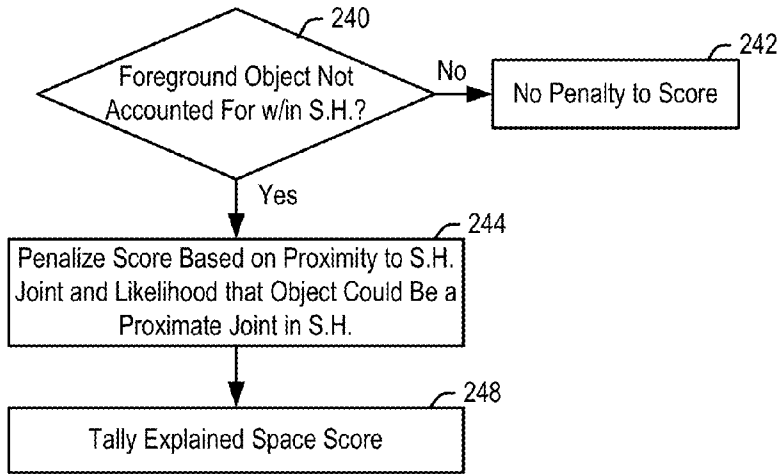 240
Foreground Object Not
Accounted For w/in S.H.?
No
242
No Penalty to Score
Yes
244
Penalize Score Based on Proximity to S.H.
Joint and Likelihood that Object Could Be a
Proximate Joint in S.H.
248
Tally Explained Space Score